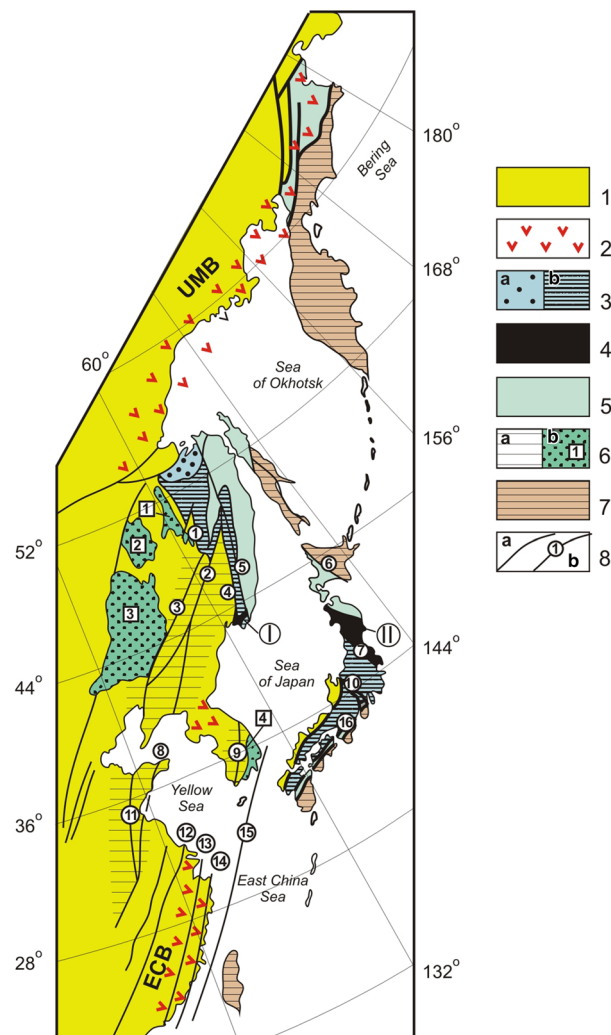 180°
Bering
Sea
168°
UMB
60°
Sea
of Okhotsk
156°
52°
1
2
3
1
2
3
4
5
6
I
II
7
144°
44°
Sea
of Japan
4
10
16
8
9
Yellow
Sea
36°
11
12
13
14
15
East China
Sea
ECB
28°
132°
1
2
a b 3
4
5
a b 1 6
7
a 1 b 8